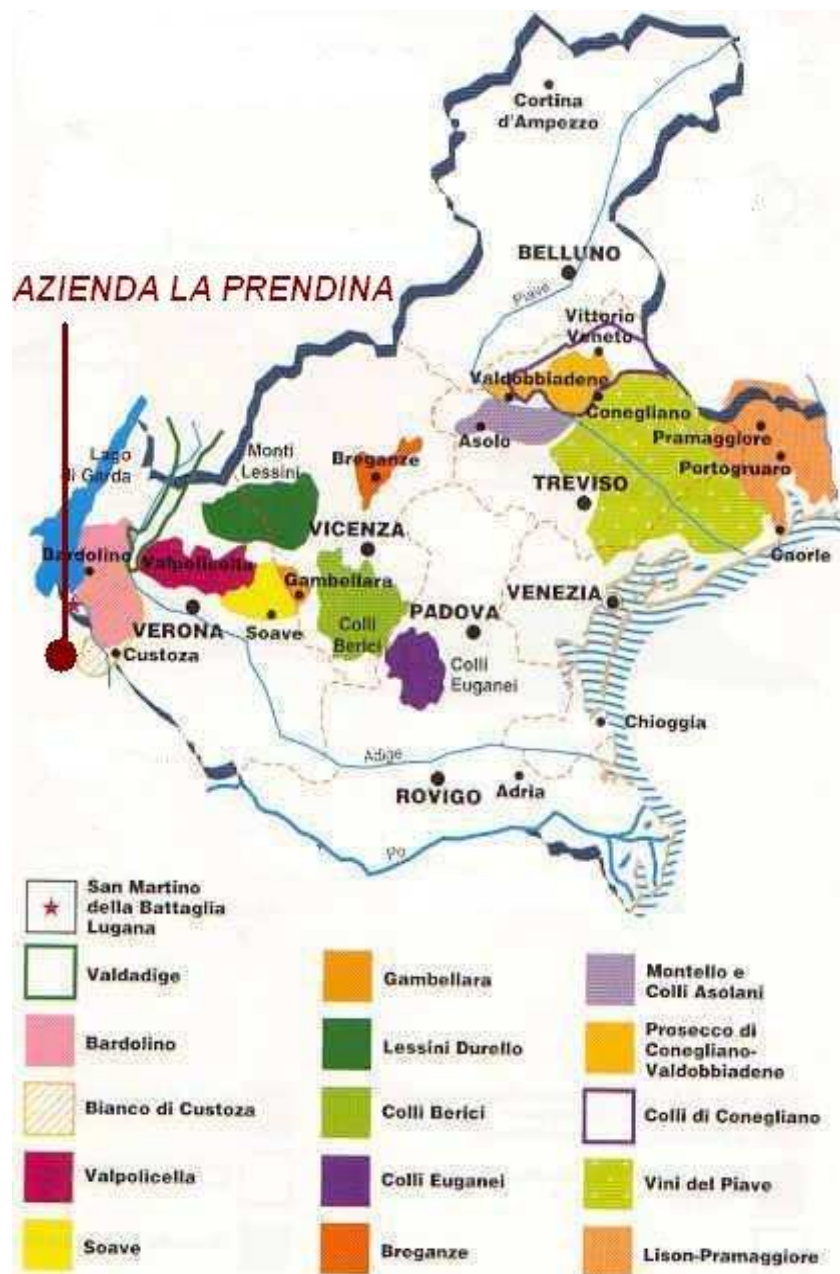 Cortina
d'Ampezzo
BELLUNO
AZIENDA LA PRENDINA
Piave
Vittorio
Veneto
Valdobbiadene
Conegliano
Lago
di Garda
Monti
Lessini
Breganze
Asolo
Pramaggiore
Portogruaro
TREVISO
VICENZA
Caorle
Bardolino
Valpolicella
Gambellara
VENEZIA
VERONA
Soave
Colli
Berici
PADOVA
Custoza
Colli
Euganei
Chioggia
Adige
ROVIGO
Adria
Po
San Martino
della Battaglia
Lugana
Valdadige
Bardolino
Bianco di Custoza
Valpolicella
Soave
Gambellara
Lessini Durello
Colli Berici
Colli Euganei
Breganze
Montello e
Colli Asolani
Prosecco di
Conegliano-
Valdobbiadene
Colli di Conegliano
Vini del Piave
Lison-Pramaggiore